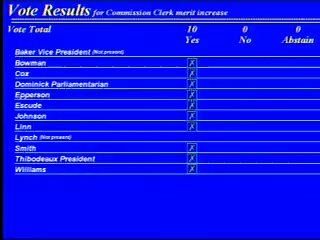 Vote Results for Commission Clerk merit increase
Vote Total 10 0 0
Yes No Abstain
Baker Vice President (Not present)
Bowman
Cox
Dominick Parliamentarian
Epperson
Escude
Johnson
Linn
Lynch (Not present)
Smith
Thibodeaux President
Williams